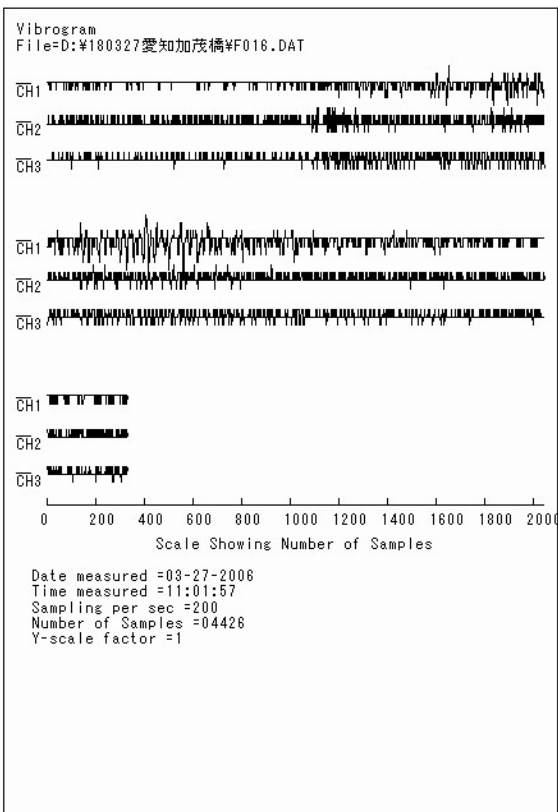 Vibrogram
File=D:¥180327愛知加茂橋¥F016.DAT
CH1
CH2
CH3
CH1
CH2
CH3
CH1
CH2
CH3
0 200 400 600 800 1000 1200 1400 1600 1800 2000
Scale Showing Number of Samples
Date measured =03-27-2006
Time measured =11:01:57
Sampling per sec =200
Number of Samples =04426
Y-scale factor =1